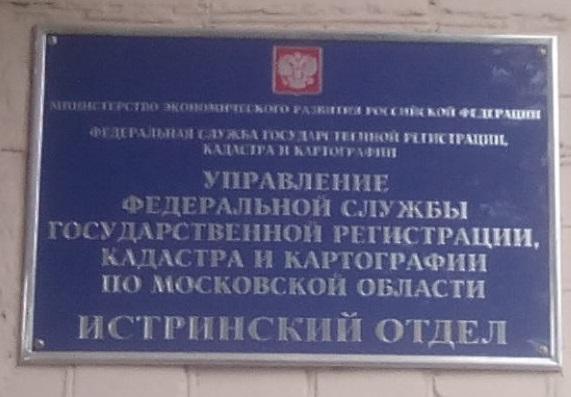 МИНИСТЕРСТВО ЭКОНОМИЧЕСКОГО РАЗВИТИЯ РОССИЙСКОЙ ФЕДЕРАЦИИ
ФЕДЕРАЛЬНАЯ СЛУЖБА ГОСУДАРСТВЕННОЙ РЕГИСТРАЦИИ,
КАДАСТРА И КАРТОГРАФИИ
УПРАВЛЕНИЕ
ФЕДЕРАЛЬНОЙ СЛУЖБЫ
ГОСУДАРСТВЕННОЙ РЕГИСТРАЦИИ,
КАДАСТРА И КАРТОГРАФИИ
ПО МОСКОВСКОЙ ОБЛАСТИ
ИСТРИНСКИЙ ОТДЕЛ